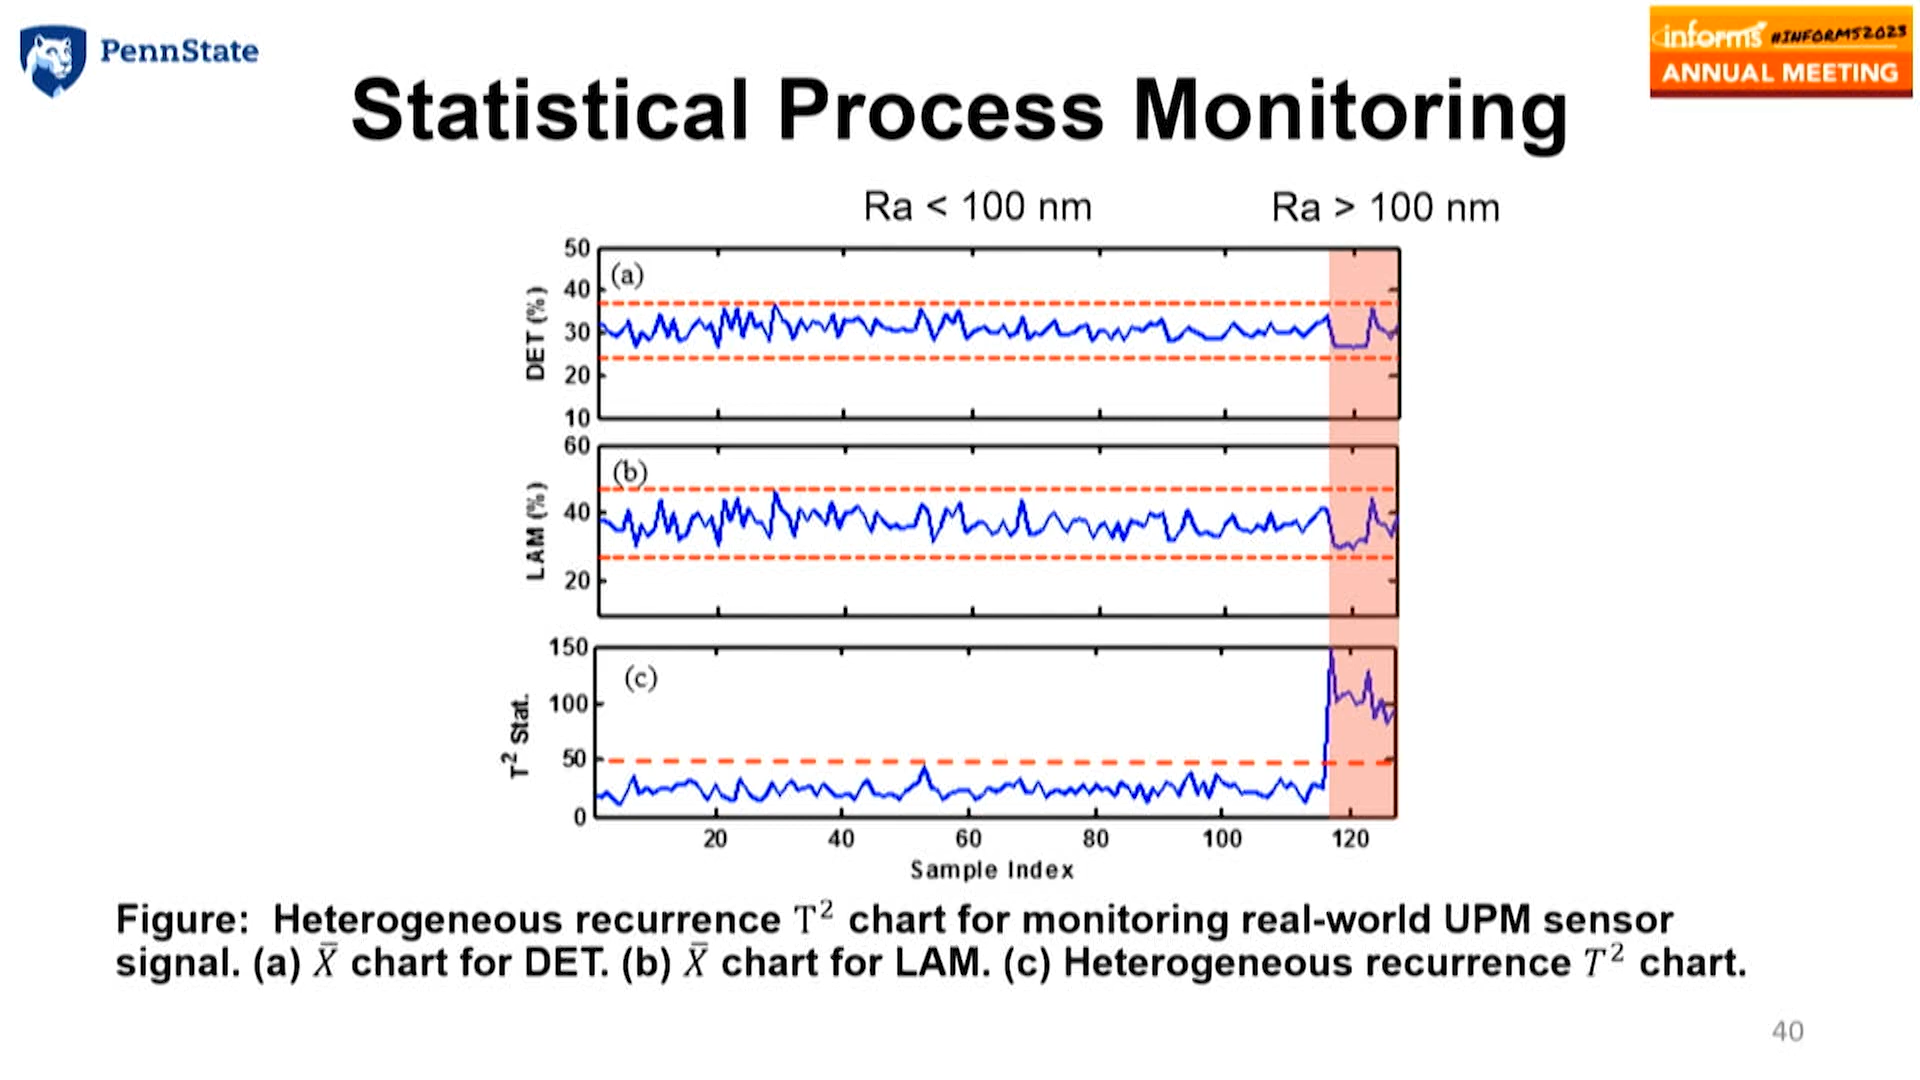 PennState
informs #INFORMS2023
ANNUAL MEETING
Statistical Process Monitoring
Ra < 100 nm
Ra > 100 nm
50
40
30
20
10
DET (%)
(a)
60
40
20
LAM (%)
(b)
150
100
50
0
T² Stat.
(c)
20 40 60 80 100 120
Sample Index
Figure: Heterogeneous recurrence T² chart for monitoring real-world UPM sensor
signal. (a) X̄ chart for DET. (b) X̄ chart for LAM. (c) Heterogeneous recurrence T² chart.
40